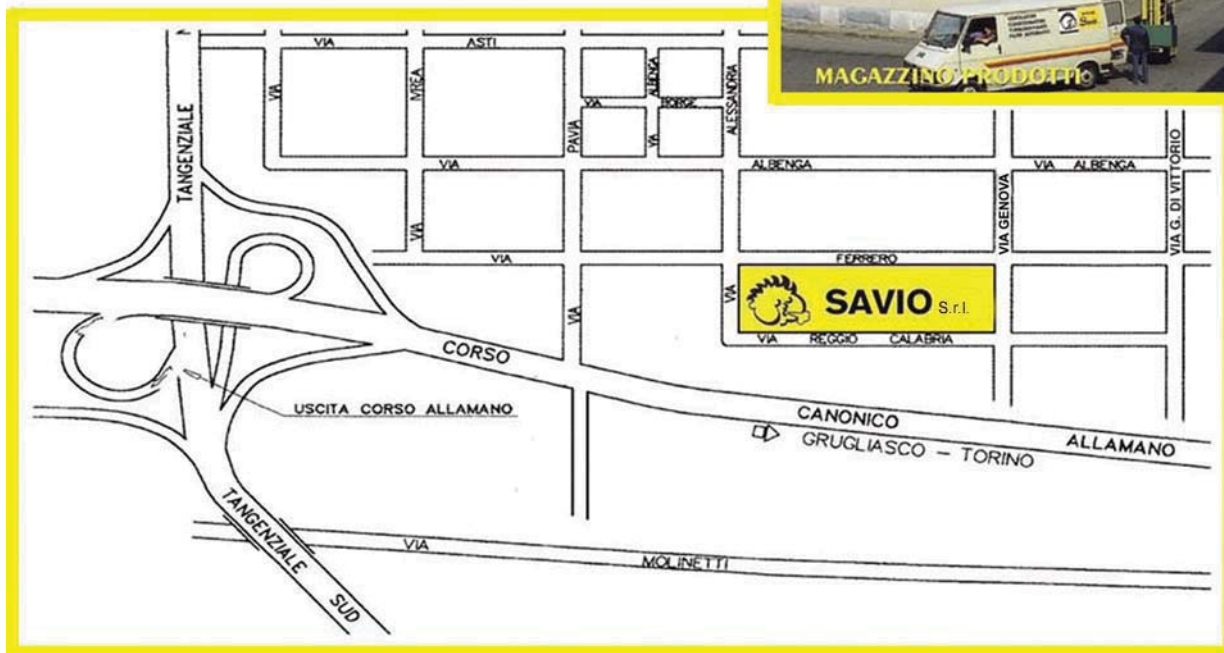 MAGAZZINO PRODOTTI
VIA ASTI
TANGENZIALE
VIA
VIA
IVREA
PAVIA
VIA
ALBENGA
VIA BORGE
VIA
ALESSANDRIA
VIA ALBENGA
VIA ALBENGA
VIA GENOVA
VIA G. DI VITTORIO
VIA FERRERO
VIA
SAVIO S.r.l.
VIA REGGIO CALABRIA
CORSO CANONICO ALLAMANO
USCITA CORSO ALLAMANO
GRUGLIASCO - TORINO
TANGENZIALE SUD
VIA MOLINETTI